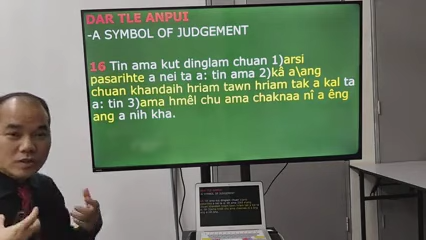 DAR TLE ANPUI
-A SYMBOL OF JUDGEMENT
16 Tin ama kut dinglam chuan 1)arsi
pasarihte a nei ta a: tin ama 2)kâ a\ang
chuan khandaih hriam tawn hriam tak a kal ta
a: tin 3)ama hmêl chu ama chaknaa nî a êng
ang a nih kha.